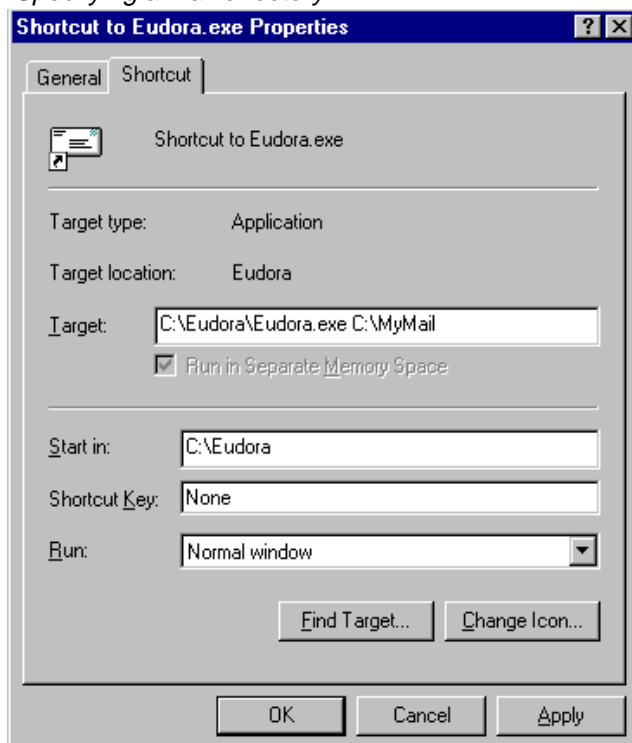 Shortcut to Eudora.exe Properties
General Shortcut
Shortcut to Eudora.exe
Target type: Application
Target location: Eudora
Target: C:\Eudora\Eudora.exe C:\MyMail
Run in Separate Memory Space
Start in: C:\Eudora
Shortcut Key: None
Run: Normal window
Find Target... Change Icon...
OK Cancel Apply